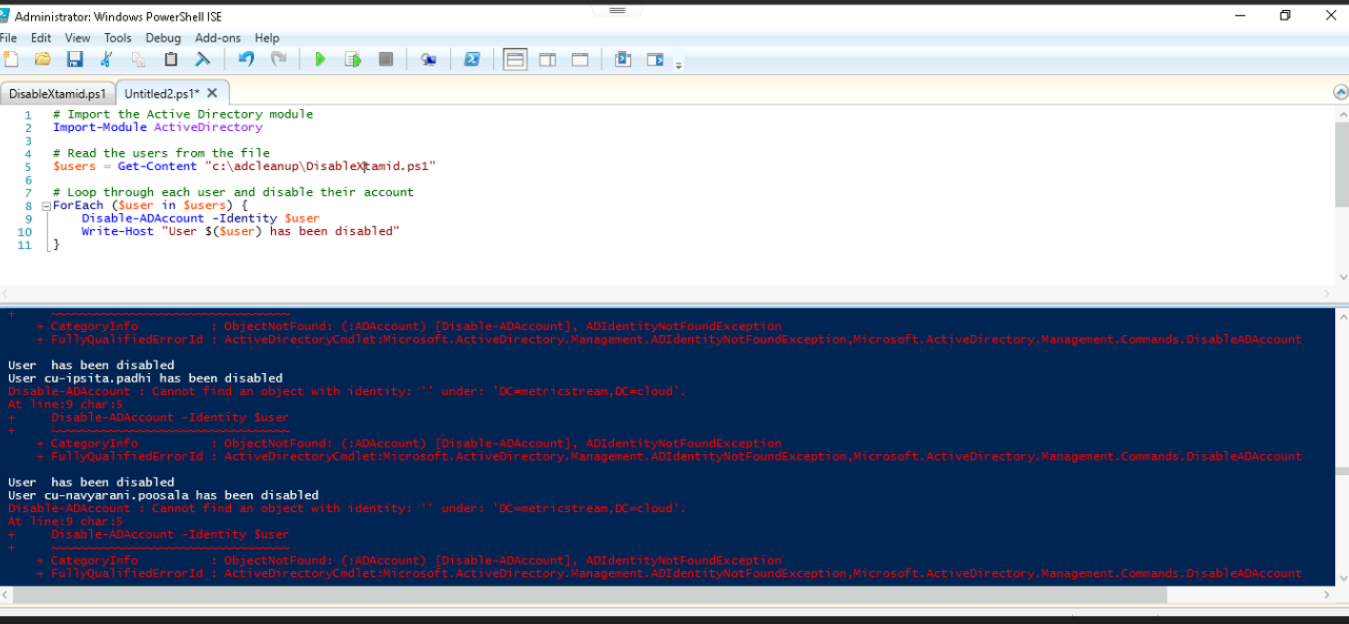 Administrator: Windows PowerShell ISE
File Edit View Tools Debug Add-ons Help
DisableXtamid.ps1 Untitled2.ps1* X
1 # Import the Active Directory module
2 Import-Module ActiveDirectory
3
4 # Read the users from the file
5 $users = Get-Content "c:\adcleanup\DisableXtamid.ps1"
6
7 # Loop through each user and disable their account
8 ForEach ($user in $users) {
9 Disable-ADAccount -Identity $user
10 Write-Host "User $($user) has been disabled"
11 }
+ ~~~~~~~~~~~~~~~~~~~~~~~~~~~~~~~~~
+ CategoryInfo : ObjectNotFound: (:ADAccount) [Disable-ADAccount], ADIdentityNotFoundException
+ FullyQualifiedErrorId : ActiveDirectoryCmdlet:Microsoft.ActiveDirectory.Management.ADIdentityNotFoundException,Microsoft.ActiveDirectory.Management.Commands.DisableADAccount
User has been disabled
User cu-ipsita.padhi has been disabled
Disable-ADAccount : Cannot find an object with identity: '' under: 'DC=metricstream,DC=cloud'.
At line:9 char:5
+ Disable-ADAccount -Identity $user
+ ~~~~~~~~~~~~~~~~~~~~~~~~~~~~~~~~~
+ CategoryInfo : ObjectNotFound: (:ADAccount) [Disable-ADAccount], ADIdentityNotFoundException
+ FullyQualifiedErrorId : ActiveDirectoryCmdlet:Microsoft.ActiveDirectory.Management.ADIdentityNotFoundException,Microsoft.ActiveDirectory.Management.Commands.DisableADAccount
User has been disabled
User cu-navyarani.poosala has been disabled
Disable-ADAccount : Cannot find an object with identity: '' under: 'DC=metricstream,DC=cloud'.
At line:9 char:5
+ Disable-ADAccount -Identity $user
+ ~~~~~~~~~~~~~~~~~~~~~~~~~~~~~~~~~
+ CategoryInfo : ObjectNotFound: (:ADAccount) [Disable-ADAccount], ADIdentityNotFoundException
+ FullyQualifiedErrorId : ActiveDirectoryCmdlet:Microsoft.ActiveDirectory.Management.ADIdentityNotFoundException,Microsoft.ActiveDirectory.Management.Commands.DisableADAccount